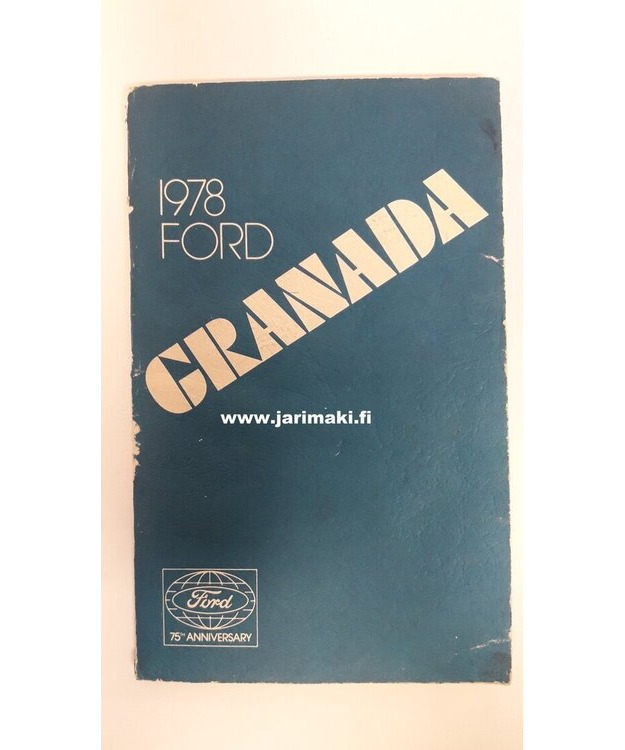 1978
FORD
GRANADA
www.jarimaki.fi
Ford
75TH ANNIVERSARY